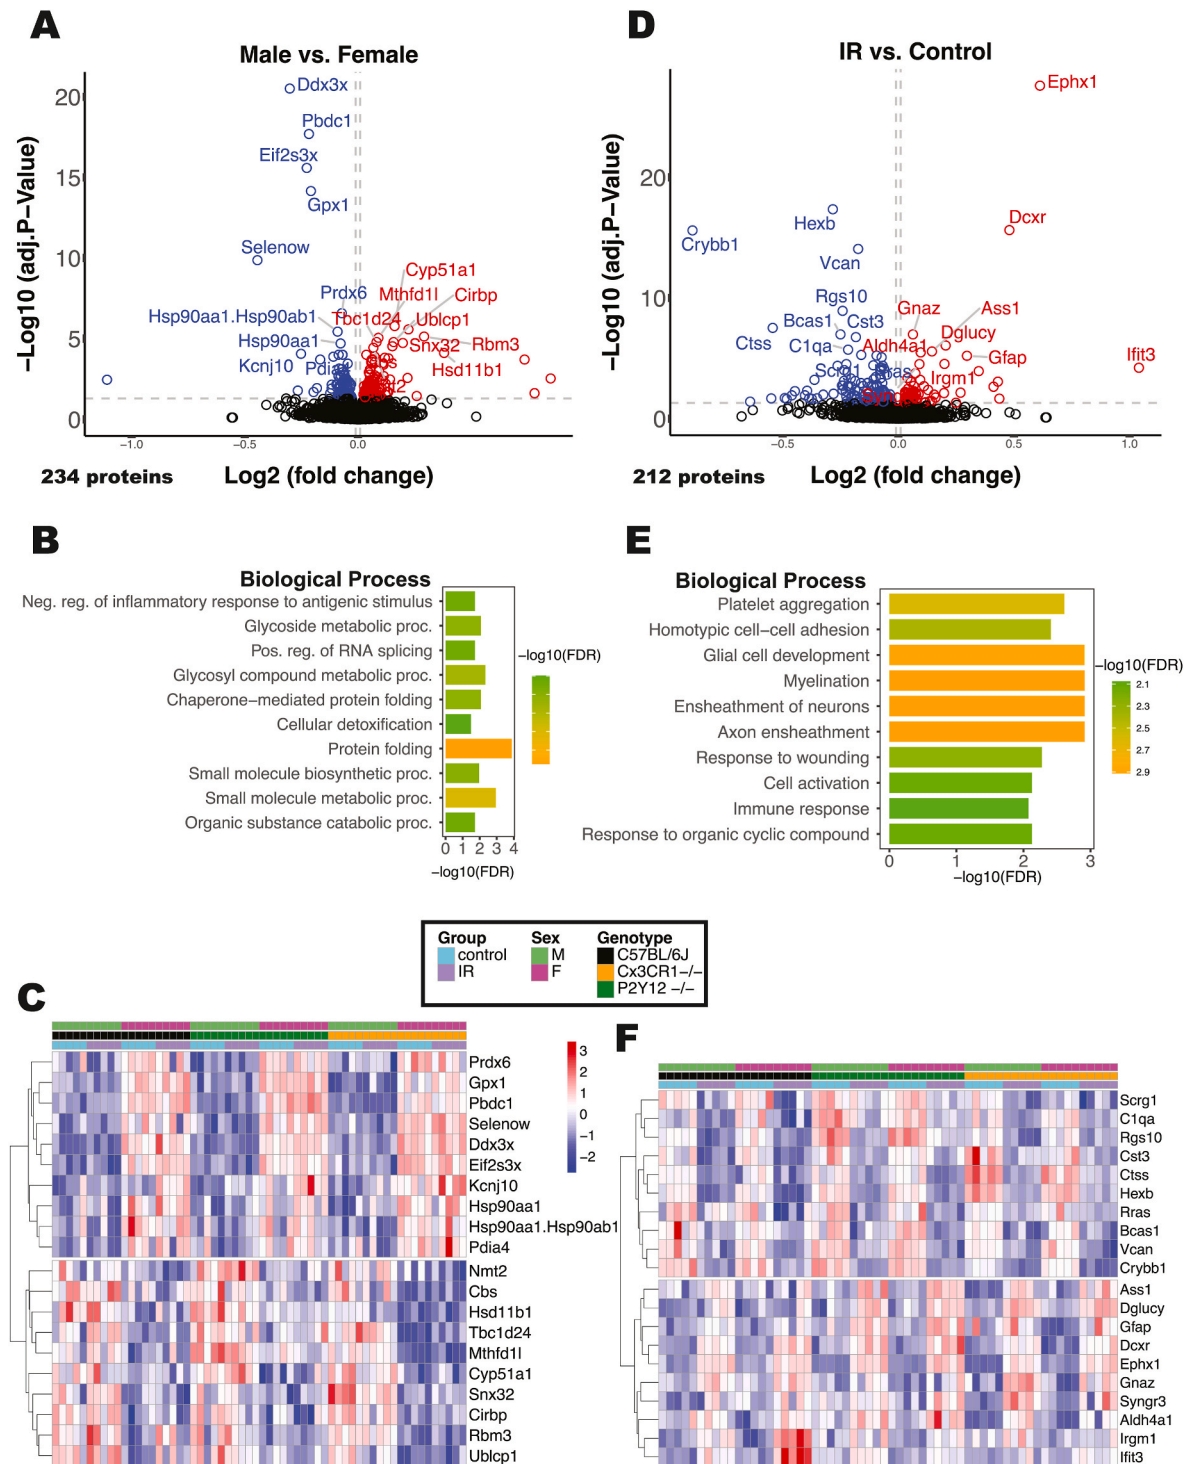 A
Male vs. Female
−Log10 (adj.P−Value)
20
15
10
5
0
Ddx3x
Pbdc1
Eif2s3x
Gpx1
Selenow
Prdx6
Cyp51a1
Mthfd1l
Cirbp
Hsp90aa1.Hsp90ab1
Tbc1d24
Ublcp1
Hsp90aa1
Snx32
Rbm3
Kcnj10
Pdia4
Hsd11b1
−1.0
−0.5
0.0
234 proteins
Log2 (fold change)
D
IR vs. Control
−Log10 (adj.P−Value)
20
10
0
Ephx1
Hexb
Dcxr
Crybb1
Vcan
Rgs10
Gnaz
Ass1
Bcas1
Cst3
Dglucy
Ctss
C1qa
Aldh4a1
Gfap
Ifit3
Scrg1
Rras
Irgm1
−0.5
0.0
0.5
1.0
212 proteins
Log2 (fold change)
B
Biological Process
Neg. reg. of inflammatory response to antigenic stimulus
Glycoside metabolic proc.
Pos. reg. of RNA splicing
Glycosyl compound metabolic proc.
Chaperone−mediated protein folding
Cellular detoxification
Protein folding
Small molecule biosynthetic proc.
Small molecule metabolic proc.
Organic substance catabolic proc.
0 1 2 3 4
−log10(FDR)
−log10(FDR)
E
Biological Process
Platelet aggregation
Homotypic cell−cell adhesion
Glial cell development
Myelination
Ensheathment of neurons
Axon ensheathment
Response to wounding
Cell activation
Immune response
Response to organic cyclic compound
0 1 2 3
−log10(FDR)
−log10(FDR)
2.1
2.3
2.5
2.7
2.9
Group Sex Genotype
control M C57BL/6J
IR F Cx3CR1−/−
P2Y12 −/−
C
Prdx6
Gpx1
Pbdc1
Selenow
Ddx3x
Eif2s3x
Kcnj10
Hsp90aa1
Hsp90aa1.Hsp90ab1
Pdia4
Nmt2
Cbs
Hsd11b1
Tbc1d24
Mthfd1l
Cyp51a1
Snx32
Cirbp
Rbm3
Ublcp1
3
2
1
0
−1
−2
F
Scrg1
C1qa
Rgs10
Cst3
Ctss
Hexb
Rras
Bcas1
Vcan
Crybb1
Ass1
Dglucy
Gfap
Dcxr
Ephx1
Gnaz
Syngr3
Aldh4a1
Irgm1
Ifit3